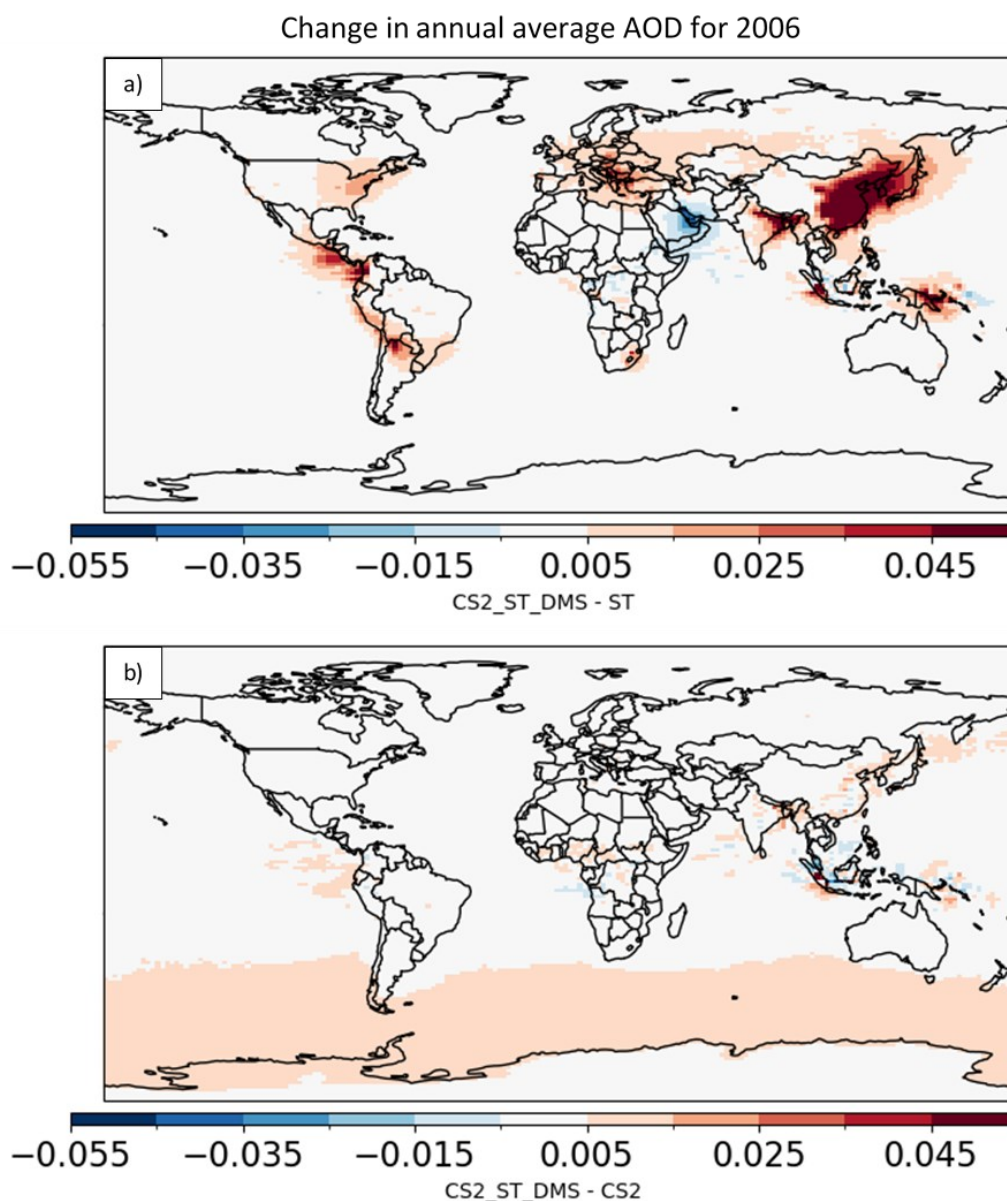 Change in annual average AOD for 2006
a)
−0.055 −0.035 −0.015 0.005 0.025 0.045
CS2_ST_DMS - ST
b)
−0.055 −0.035 −0.015 0.005 0.025 0.045
CS2_ST_DMS - CS2